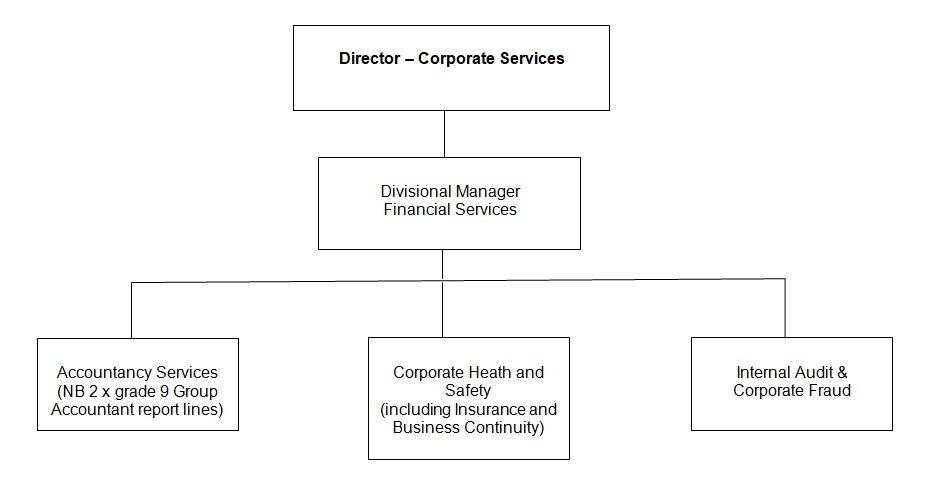 Director – Corporate Services
Divisional Manager
Financial Services
Accountancy Services
(NB 2 x grade 9 Group
Accountant report lines)
Corporate Heath and
Safety
(including Insurance and
Business Continuity)
Internal Audit &
Corporate Fraud